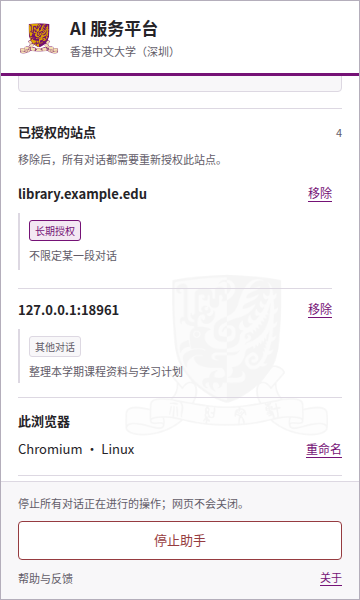 AI 服务平台
香港中文大学（深圳）
已授权的站点 4
移除后，所有对话都需要重新授权此站点。
library.example.edu 移除
长期授权
不限定某一段对话
127.0.0.1:18961 移除
其他对话
整理本学期课程资料与学习计划
此浏览器
Chromium · Linux 重命名
停止所有对话正在进行的操作；网页不会关闭。
停止助手
帮助与反馈 关于